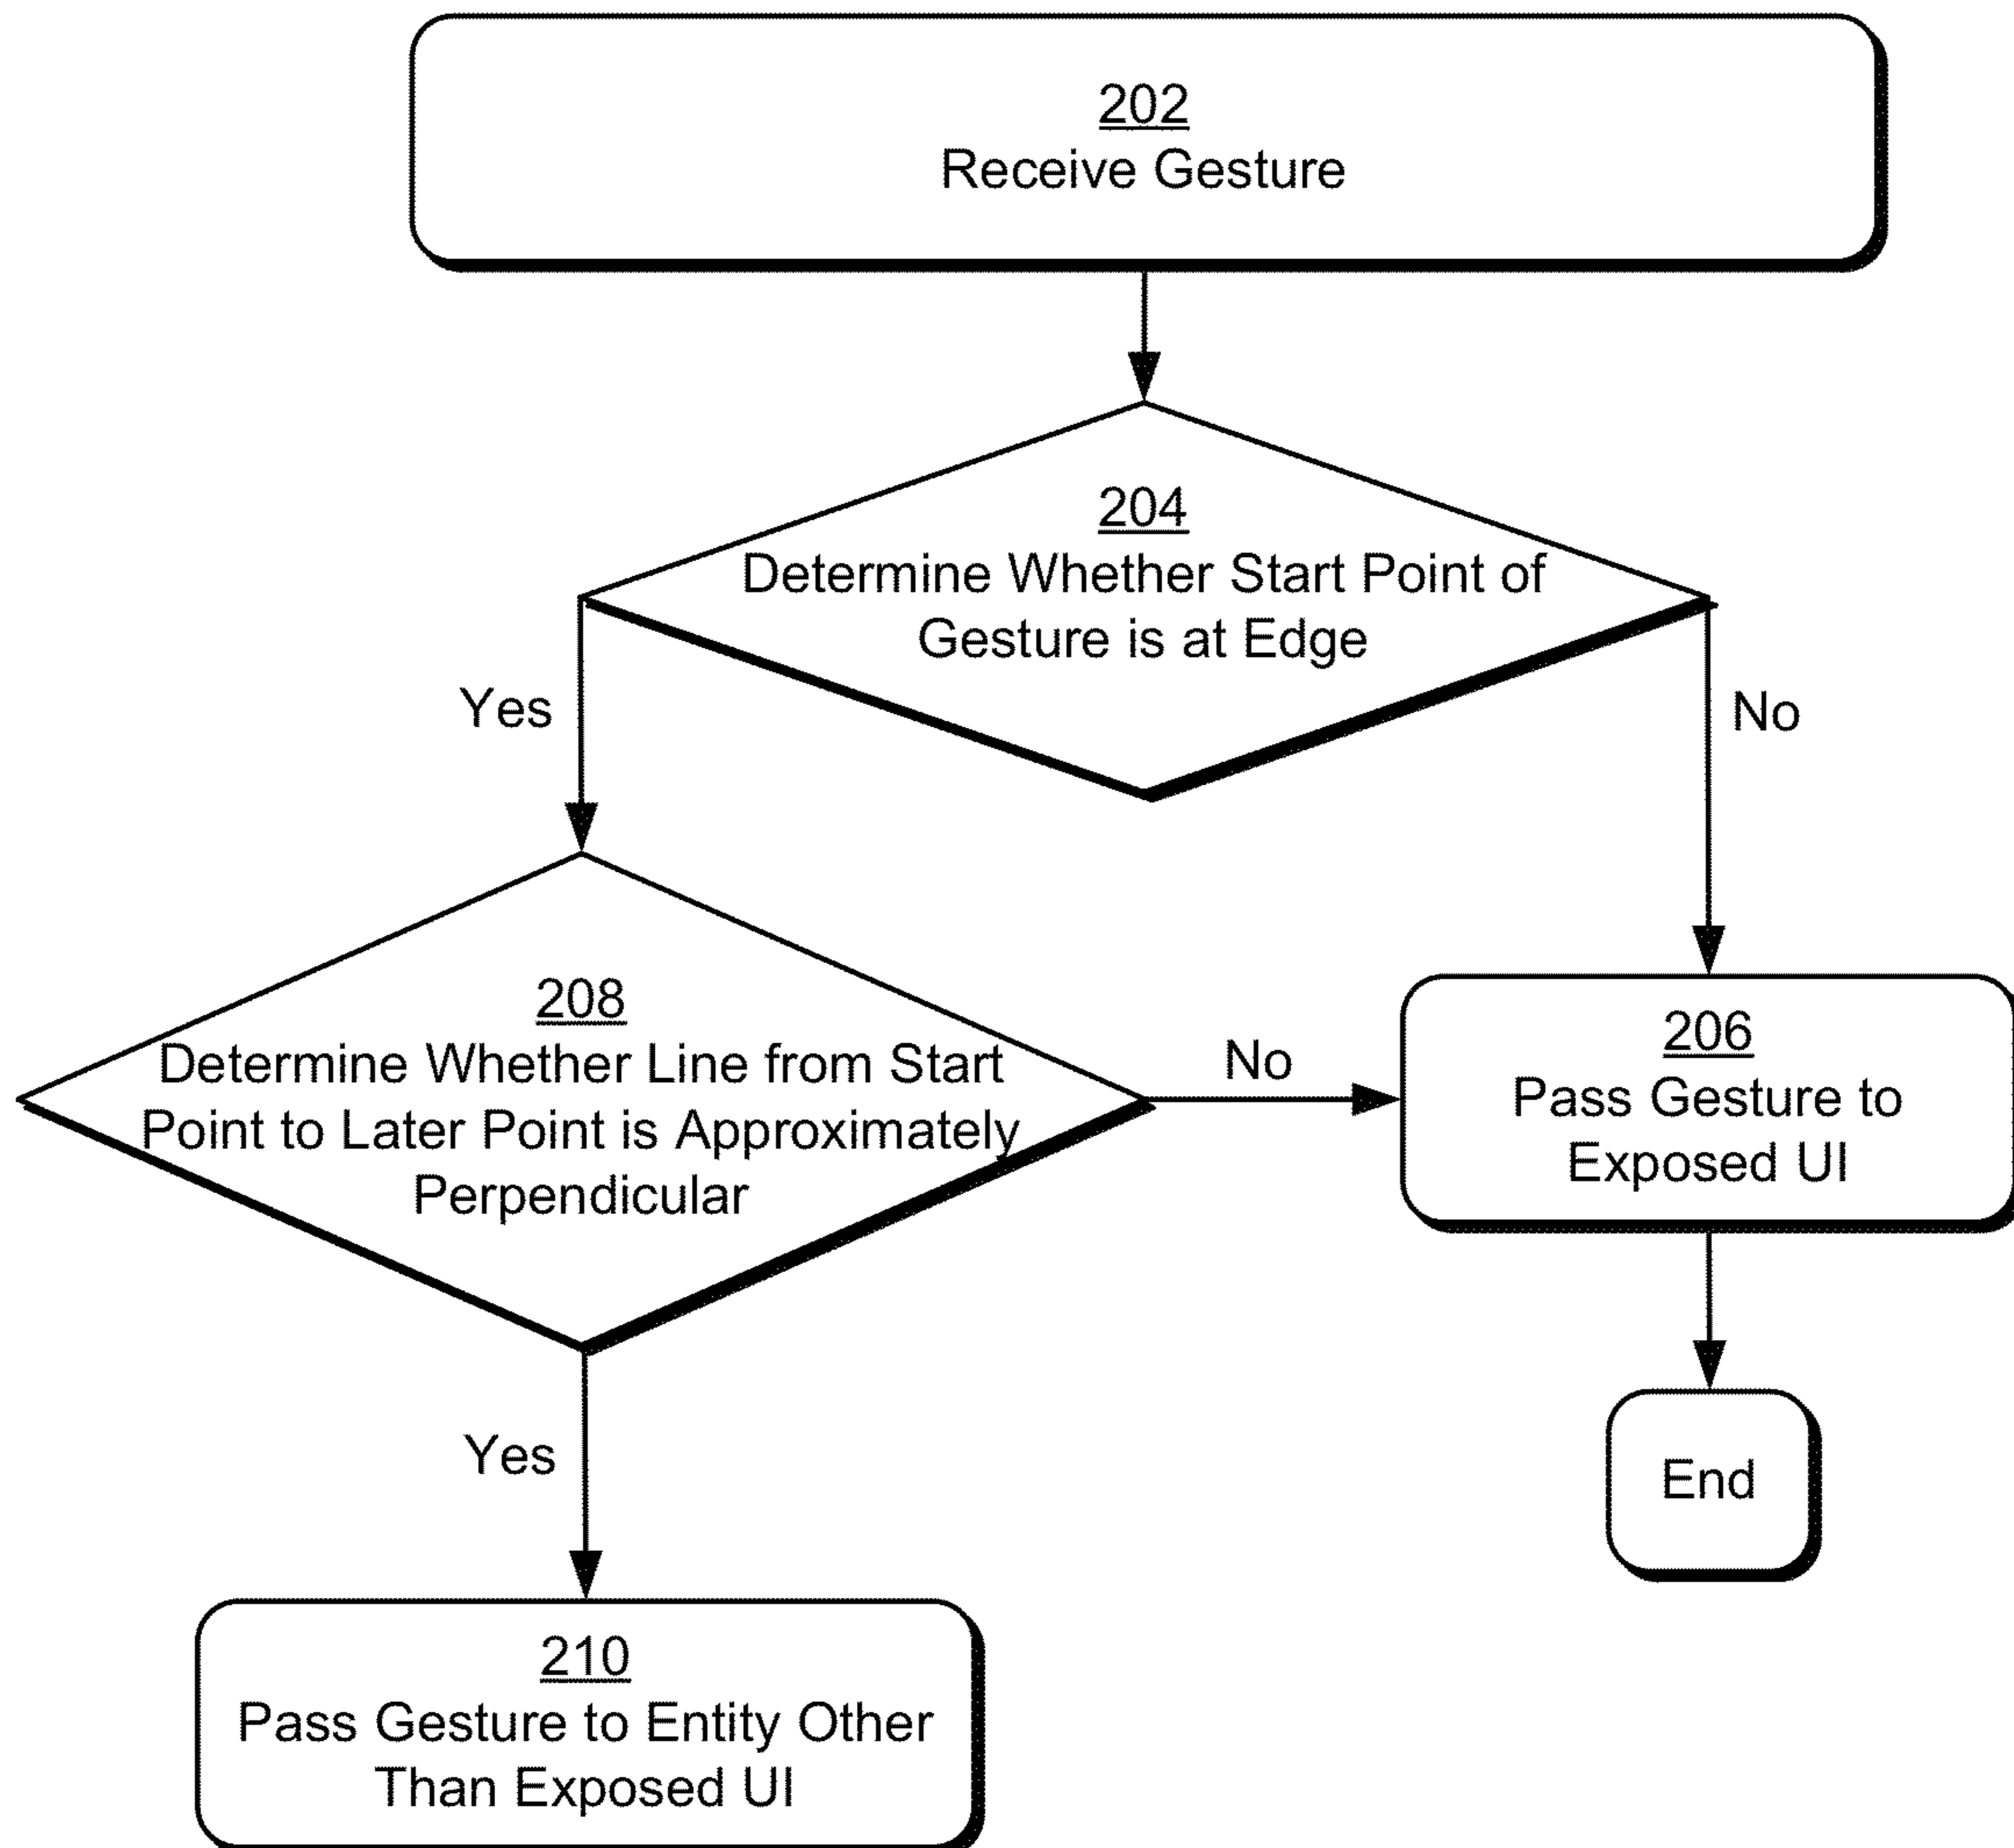 202
Receive Gesture
204
Determine Whether Start Point of
Gesture is at Edge
Yes
No
208
Determine Whether Line from Start
Point to Later Point is Approximately
Perpendicular
No
206
Pass Gesture to
Exposed UI
Yes
End
210
Pass Gesture to Entity Other
Than Exposed UI